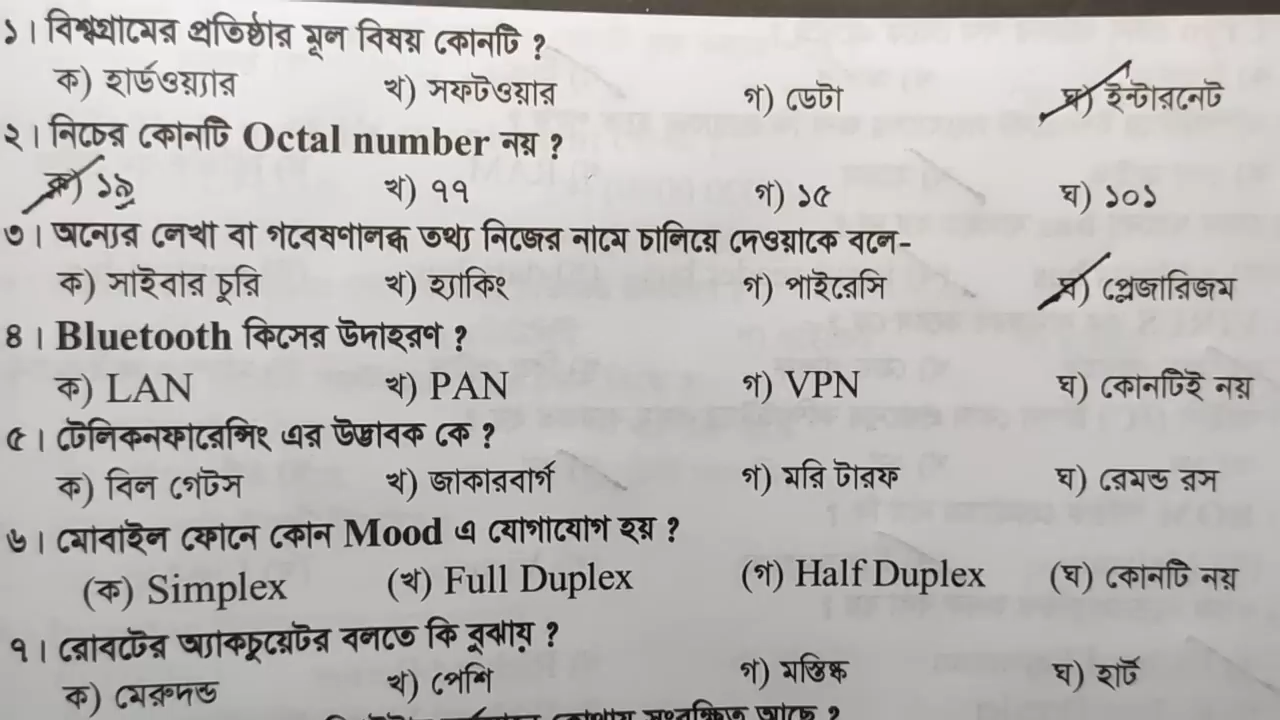 ১। বিশ্বগ্রামের প্রতিষ্ঠার মূল বিষয় কোনটি ?
ক) হার্ডওয়্যার খ) সফটওয়ার গ) ডেটা ঘ) ইন্টারনেট
২। নিচের কোনটি Octal number নয় ?
ক) ১৯ খ) ৭৭ গ) ১৫ ঘ) ১০১
৩। অন্যের লেখা বা গবেষণালব্ধ তথ্য নিজের নামে চালিয়ে দেওয়াকে বলে-
ক) সাইবার চুরি খ) হ্যাকিং গ) পাইরেসি ঘ) প্লেজারিজম
৪। Bluetooth কিসের উদাহরণ ?
ক) LAN খ) PAN গ) VPN ঘ) কোনটিই নয়
৫। টেলিকনফারেন্সিং এর উদ্ভাবক কে ?
ক) বিল গেটস খ) জাকারবার্গ গ) মরি টারফ ঘ) রেমন্ড রস
৬। মোবাইল ফোনে কোন Mood এ যোগাযোগ হয় ?
(ক) Simplex (খ) Full Duplex (গ) Half Duplex (ঘ) কোনটি নয়
৭। রোবটের অ্যাকচুয়েটর বলতে কি বুঝায় ?
ক) মেরুদন্ড খ) পেশি গ) মস্তিষ্ক ঘ) হার্ট
কোথায় সংরক্ষিত আছে ?